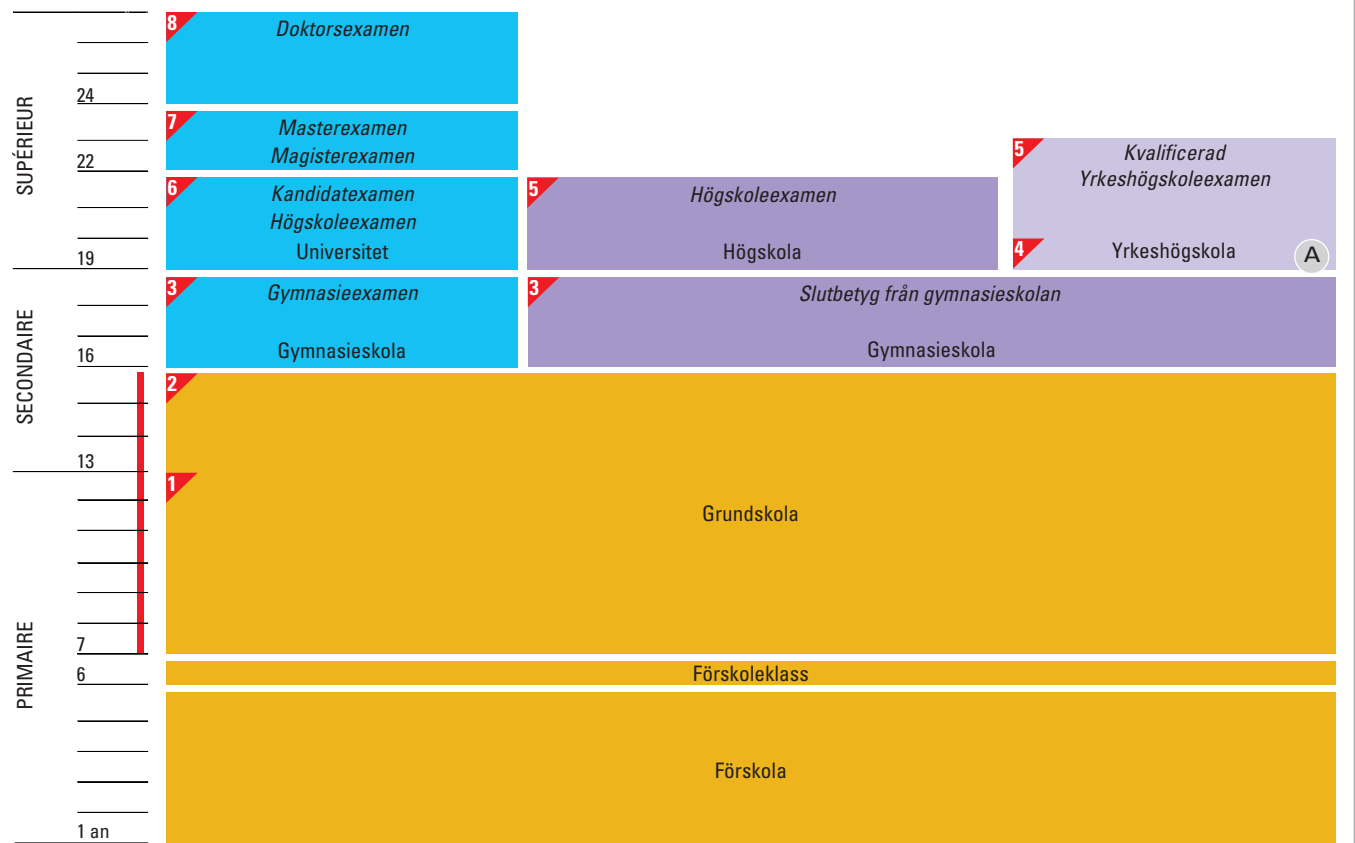 SUPÉRIEUR
24
22
19
SECONDAIRE
16
13
PRIMAIRE
7
6
1 an
8
Doktorsexamen
7
Masterexamen
Magisterexamen
6
Kandidatexamen
Högskoleexamen
Universitet
5
Högskoleexamen
Högskola
5
Kvalificerad
Yrkeshögskoleexamen
4
Yrkeshögskola
A
3
Gymnasieexamen
Gymnasieskola
3
Slutbetyg från gymnasieskolan
Gymnasieskola
2
1
Grundskola
Förskoleklass
Förskola